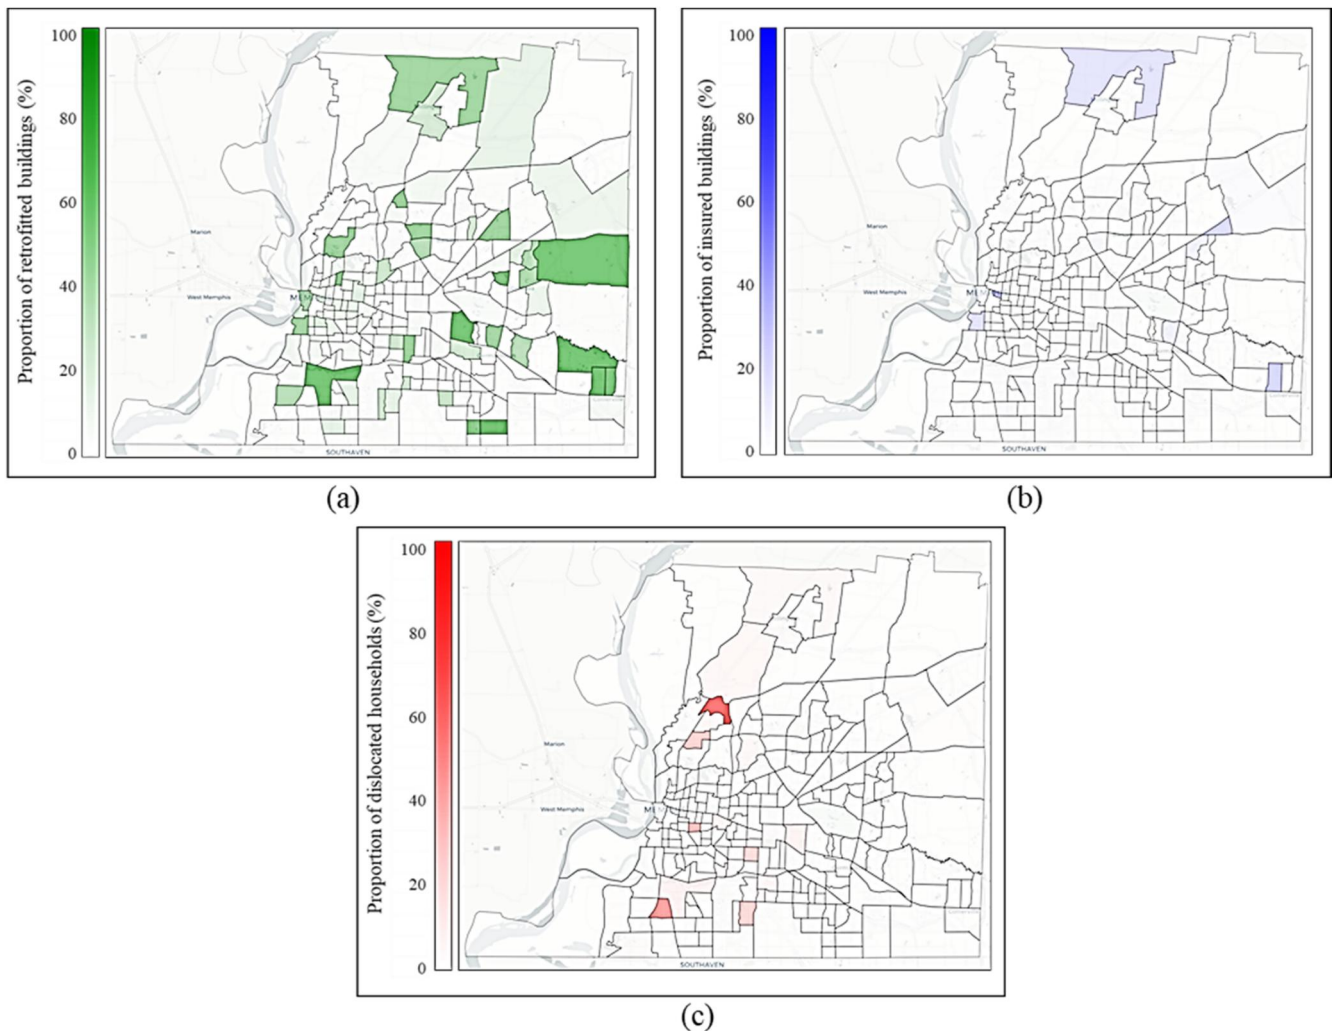 Proportion of retrofitted buildings (%)
100
80
60
40
20
0
Marion
West Memphis
SOUTHAVEN
(a)
Proportion of insured buildings (%)
100
80
60
40
20
0
Marion
West Memphis
SOUTHAVEN
(b)
Proportion of dislocated households (%)
100
80
60
40
20
0
Marion
West Memphis
SOUTHAVEN
(c)